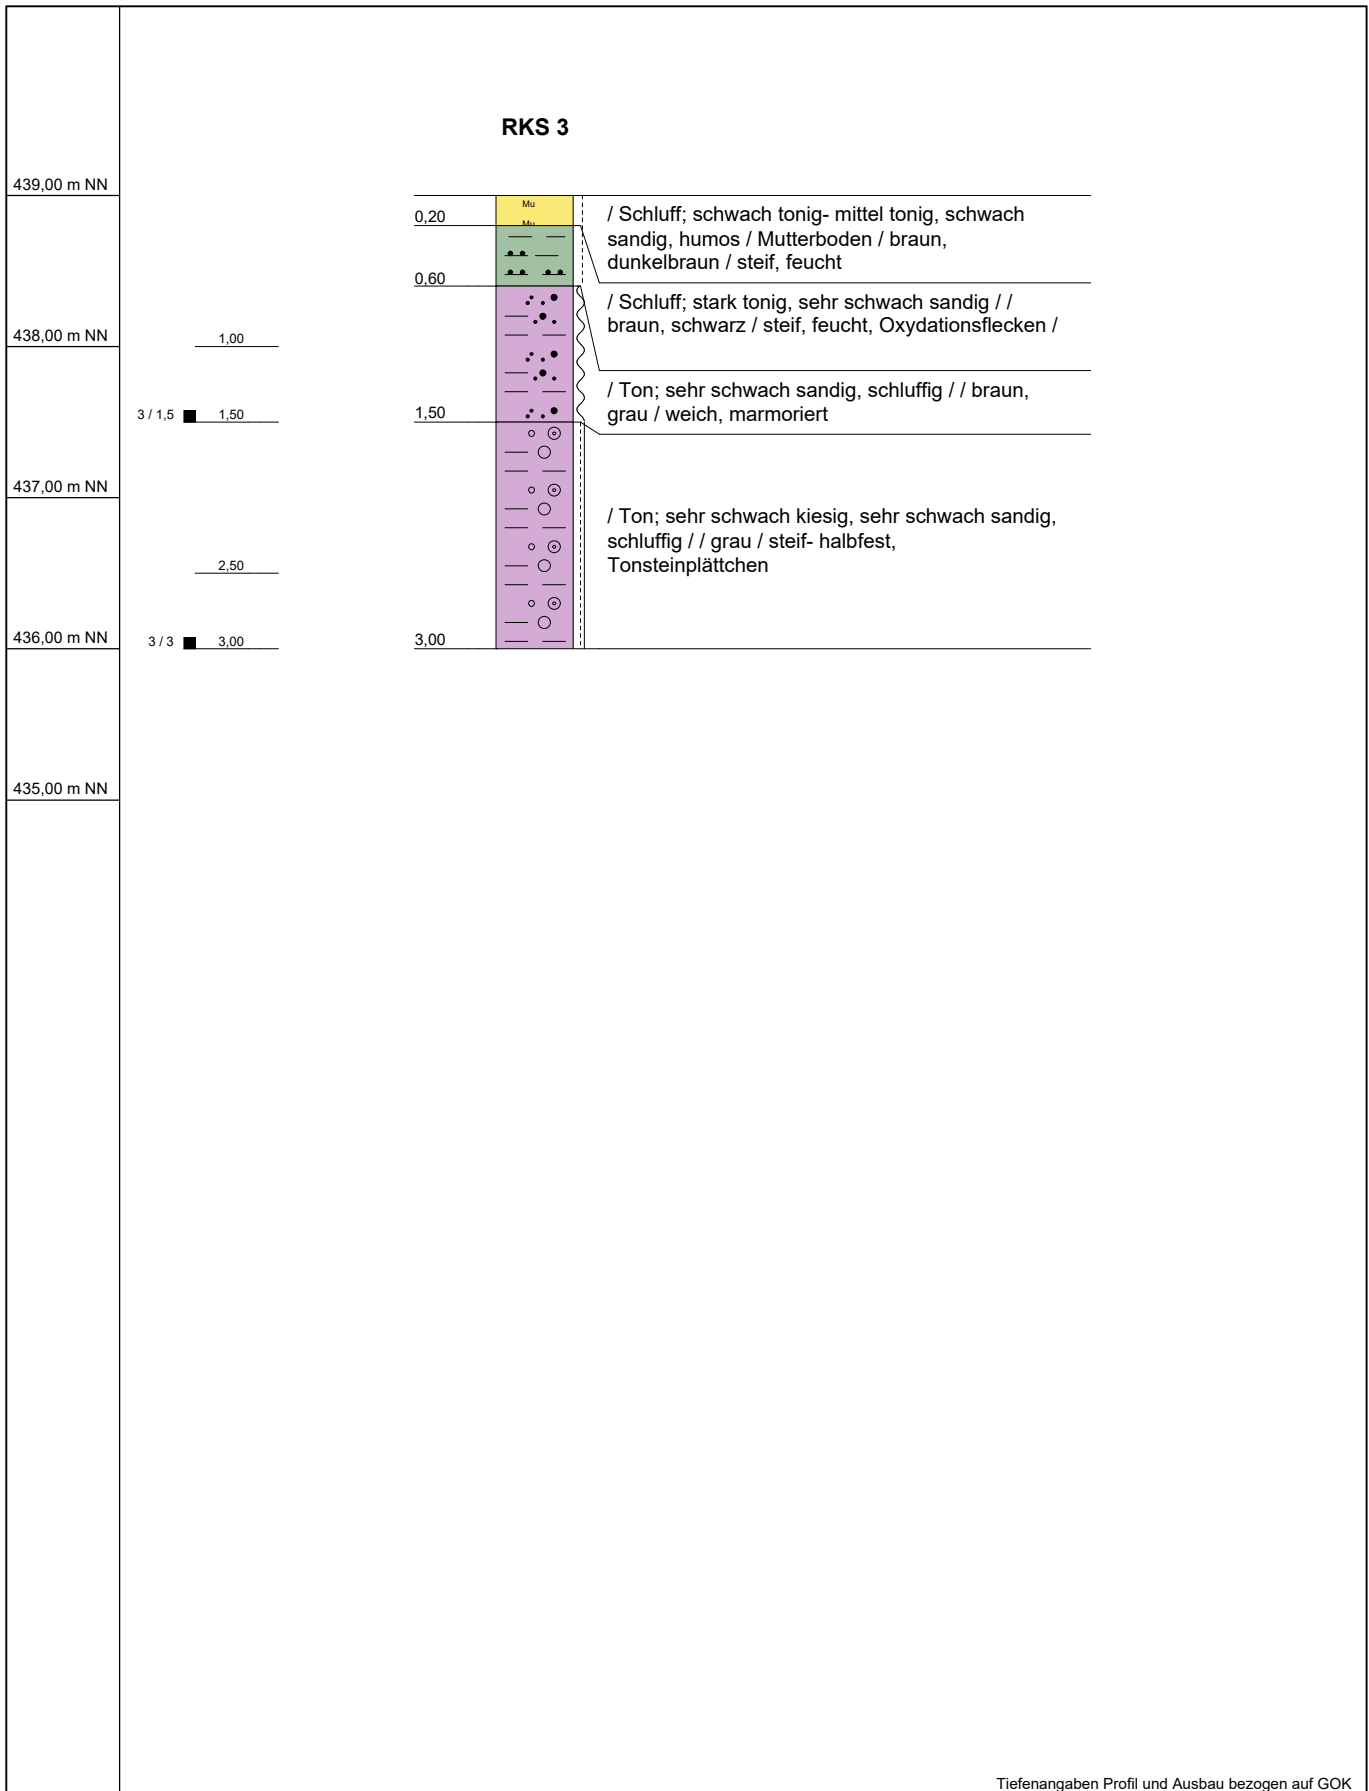 RKS 3
439,00 m NN
Mu
0,20
Mu
/ Schluff; schwach tonig- mittel tonig, schwach
sandig, humos / Mutterboden / braun,
dunkelbraun / steif, feucht
0,60
/ Schluff; stark tonig, sehr schwach sandig / /
braun, schwarz / steif, feucht, Oxydationsflecken /
438,00 m NN
1,00
/ Ton; sehr schwach sandig, schluffig / / braun,
grau / weich, marmoriert
3 / 1,5
1,50
1,50
437,00 m NN
/ Ton; sehr schwach kiesig, sehr schwach sandig,
schluffig / / grau / steif- halbfest,
Tonsteinplättchen
2,50
436,00 m NN
3 / 3
3,00
3,00
435,00 m NN
Tiefenangaben Profil und Ausbau bezogen auf GOK